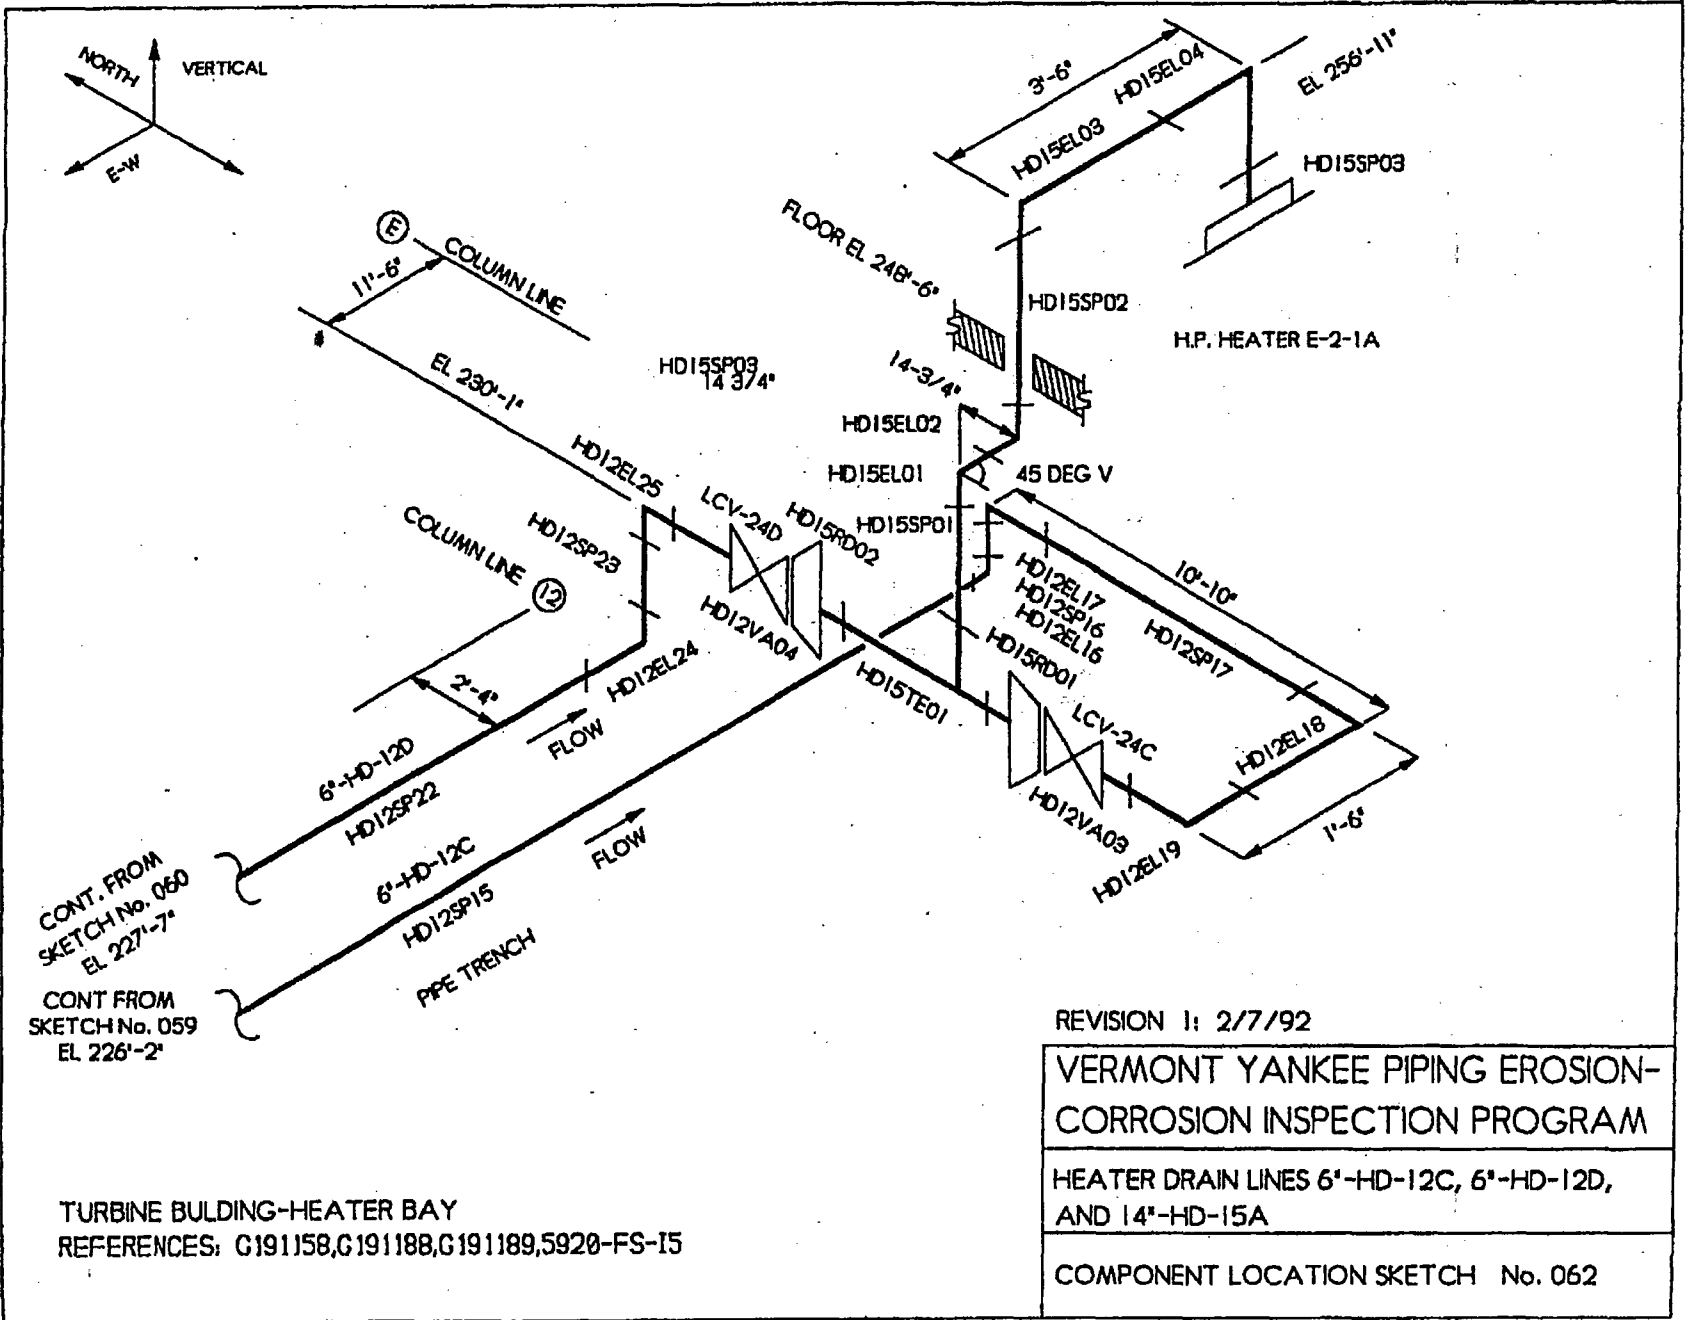 NORTH
VERTICAL
E-W
3'-6"
HD15EL04
EL 256'-11"
HD15EL03
HD15SP03
FLOOR EL 248'-6"
HD15SP02
H.P. HEATER E-2-1A
E
COLUMN LINE
11'-6"
EL 230'-1"
HD15SP03
14 3/4"
14-3/4"
HD15EL02
HD15EL01
45 DEG V
HD12EL25
LCV-24D
HD15RD02
HD15SP01
HD12SP23
COLUMN LINE
12
HD12VA04
HD12EL17
HD12SP16
HD12EL16
10'-10"
HD12SP17
HD15RD01
HD12EL24
HD15TE01
2'-4"
FLOW
LCV-24C
HD12EL18
6"-HD-12D
HD12SP22
HD12VA03
1'-6"
HD12EL19
FLOW
6"-HD-12C
HD12SP15
PIPE TRENCH
CONT. FROM
SKETCH No. 060
EL 227'-7"
CONT FROM
SKETCH No. 059
EL 226'-2"
REVISION 1: 2/7/92
VERMONT YANKEE PIPING EROSION-
CORROSION INSPECTION PROGRAM
HEATER DRAIN LINES 6"-HD-12C, 6"-HD-12D,
AND 14"-HD-15A
COMPONENT LOCATION SKETCH No. 062
TURBINE BULDING-HEATER BAY
REFERENCES: G191158,G191188,G191189,5920-FS-I5